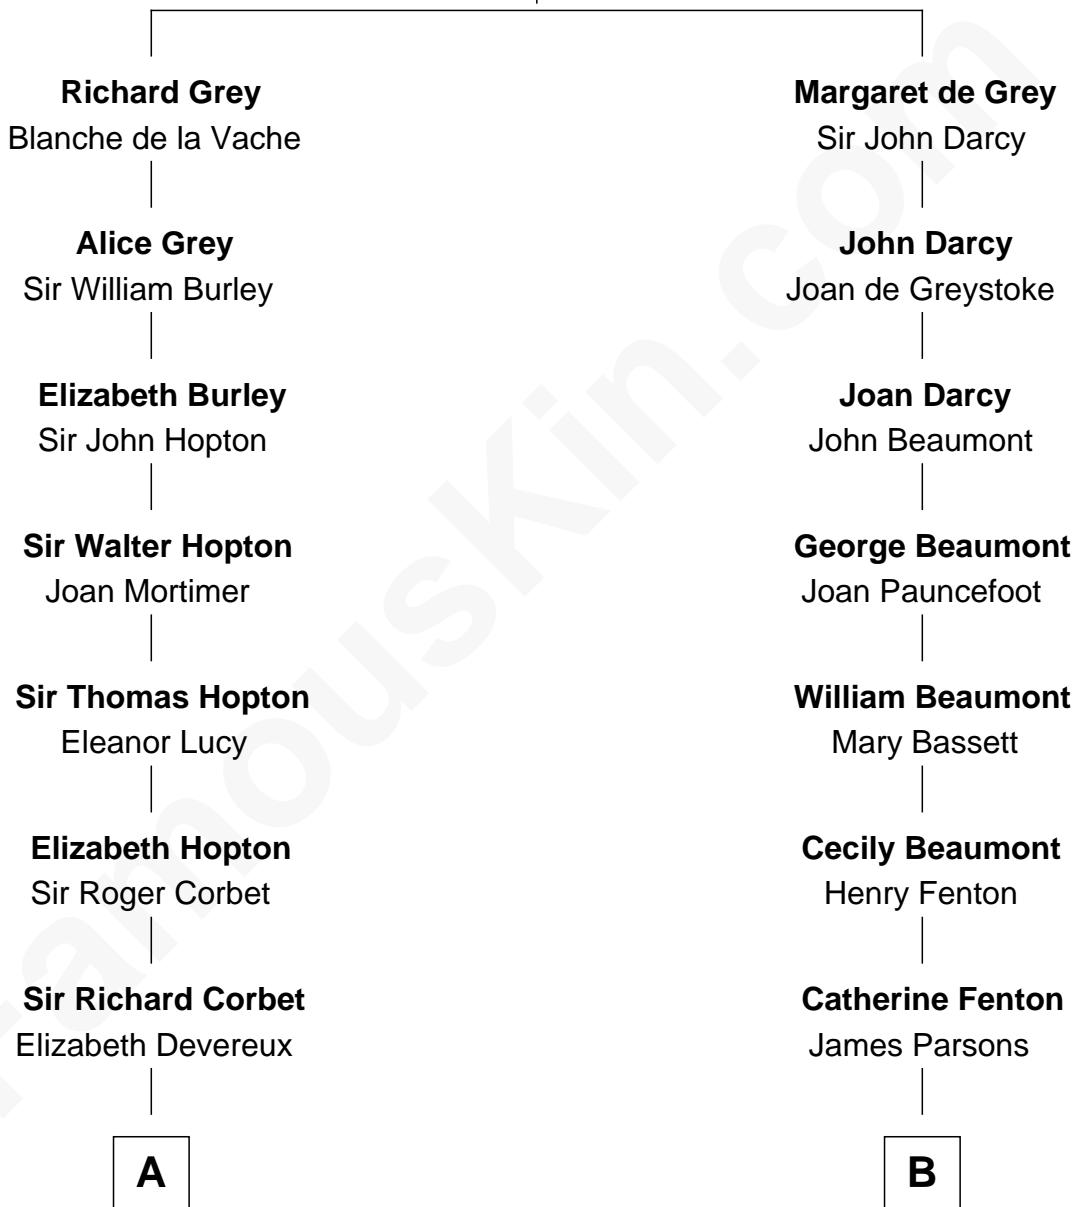 Richard Grey
Blanche de la Vache
Margaret de Grey
Sir John Darcy
Alice Grey
Sir William Burley
John Darcy
Joan de Greystoke
Elizabeth Burley
Sir John Hopton
Joan Darcy
John Beaumont
Sir Walter Hopton
Joan Mortimer
George Beaumont
Joan Pauncefoot
Sir Thomas Hopton
Eleanor Lucy
William Beaumont
Mary Bassett
Elizabeth Hopton
Sir Roger Corbet
Cecily Beaumont
Henry Fenton
Sir Richard Corbet
Elizabeth Devereux
Catherine Fenton
James Parsons
A
B
FamousKin.com